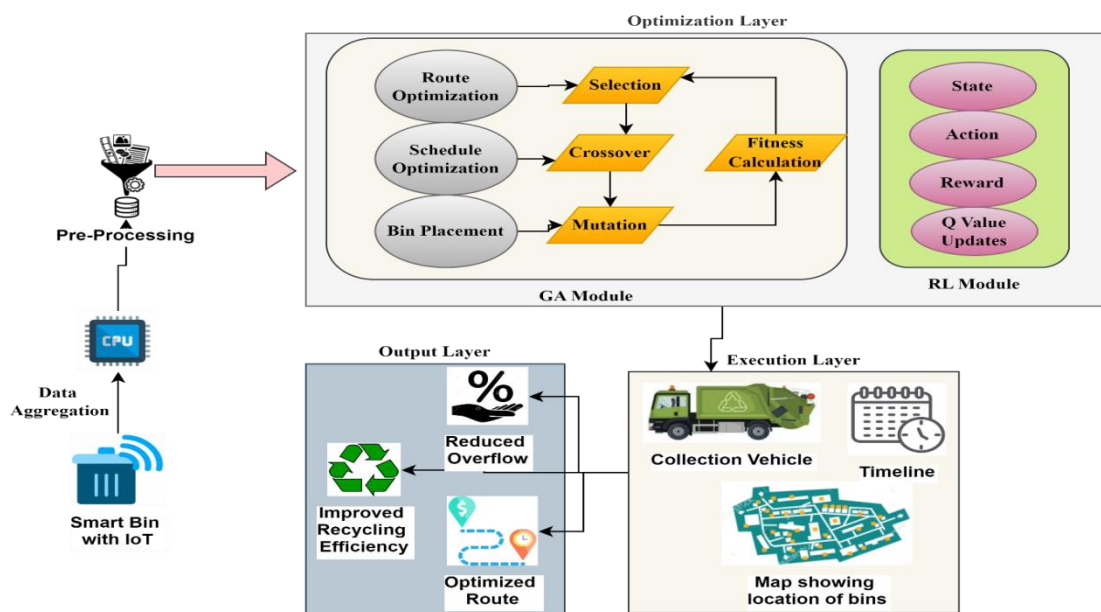 Optimization Layer
Route
Optimization
Selection
State
Schedule
Optimization
Crossover
Fitness
Calculation
Action
Reward
Bin Placement
Mutation
Q Value
Updates
GA Module
RL Module
Pre-Processing
CPU
Data
Aggregation
Smart Bin
with IoT
Output Layer
%
Reduced
Overflow
Improved
Recycling
Efficiency
$
Optimized
Route
Execution Layer
Collection Vehicle
Timeline
Map showing
location of bins